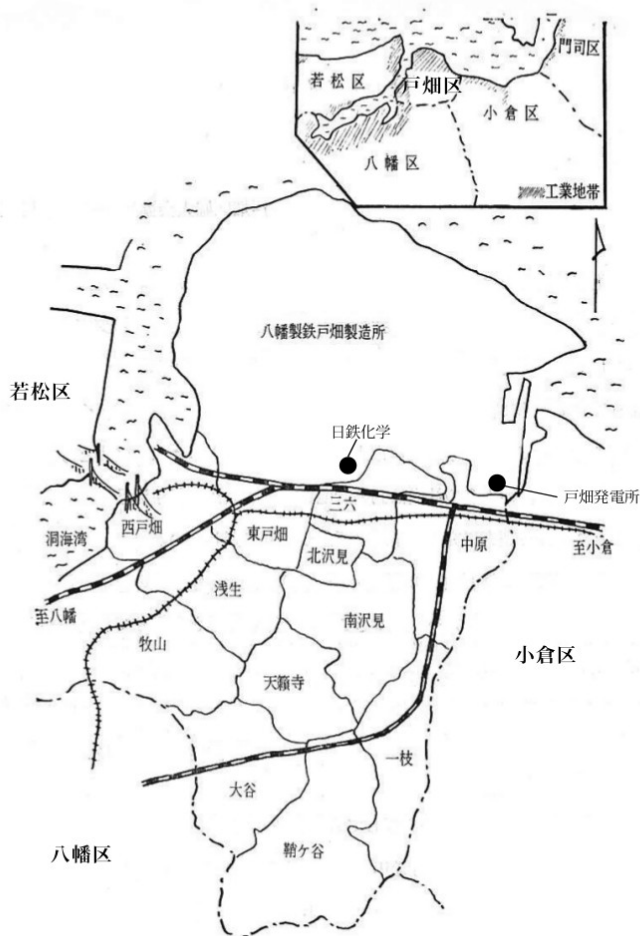 門司区
若松区
戸畑区
小倉区
八幡区
工業地帯
八幡製鉄戸畑製造所
若松区
日鉄化学
戸畑発電所
三六
洞海湾
西戸畑
東戸畑
北沢見
中原
至小倉
至八幡
浅生
牧山
南沢見
小倉区
天籟寺
一枝
大谷
八幡区
鞘ケ谷